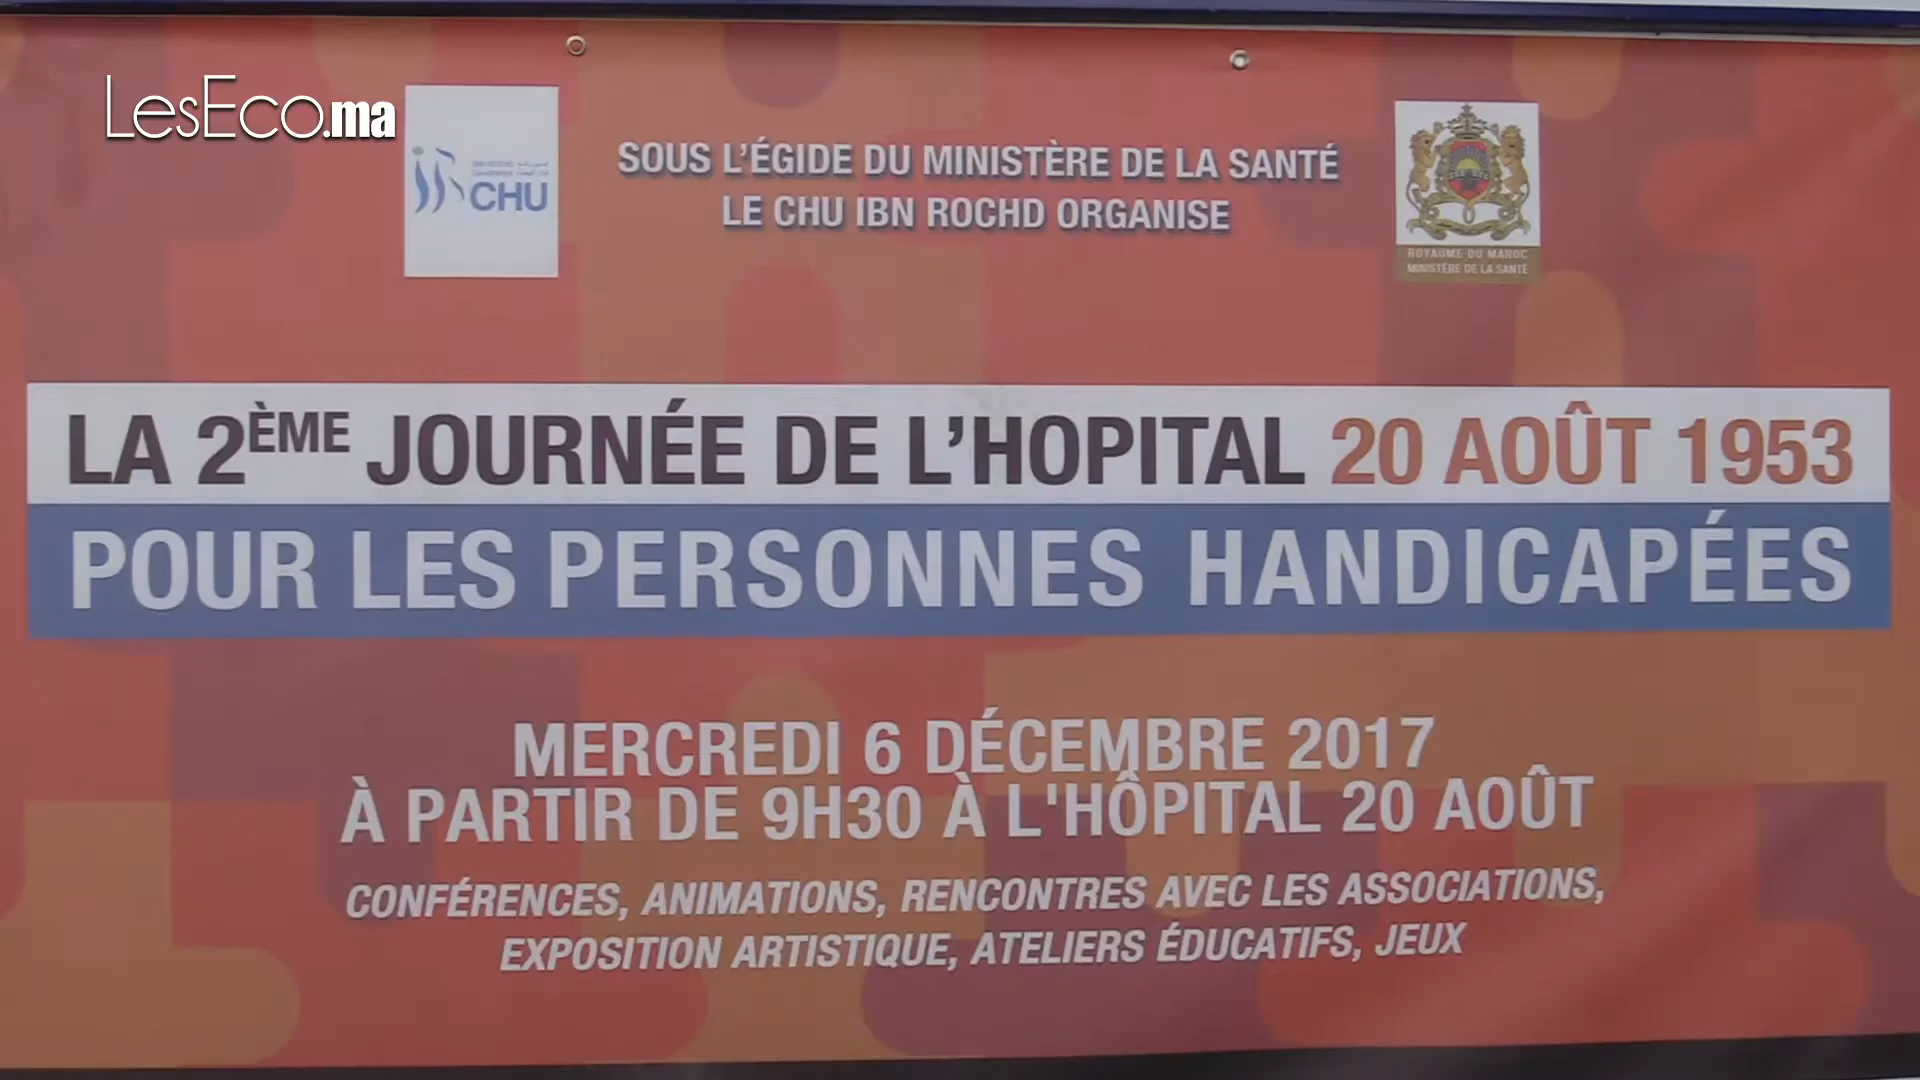 LesEco.ma
CHU
SOUS L'ÉGIDE DU MINISTÈRE DE LA SANTÉ
LE CHU IBN ROCHD ORGANISE
ROYAUME DU MAROC
MINISTÈRE DE LA SANTÉ
LA 2ÈME JOURNÉE DE L'HOPITAL 20 AOÛT 1953
POUR LES PERSONNES HANDICAPÉES
MERCREDI 6 DÉCEMBRE 2017
À PARTIR DE 9H30 À L'HÔPITAL 20 AOÛT
CONFÉRENCES, ANIMATIONS, RENCONTRES AVEC LES ASSOCIATIONS,
EXPOSITION ARTISTIQUE, ATELIERS ÉDUCATIFS, JEUX